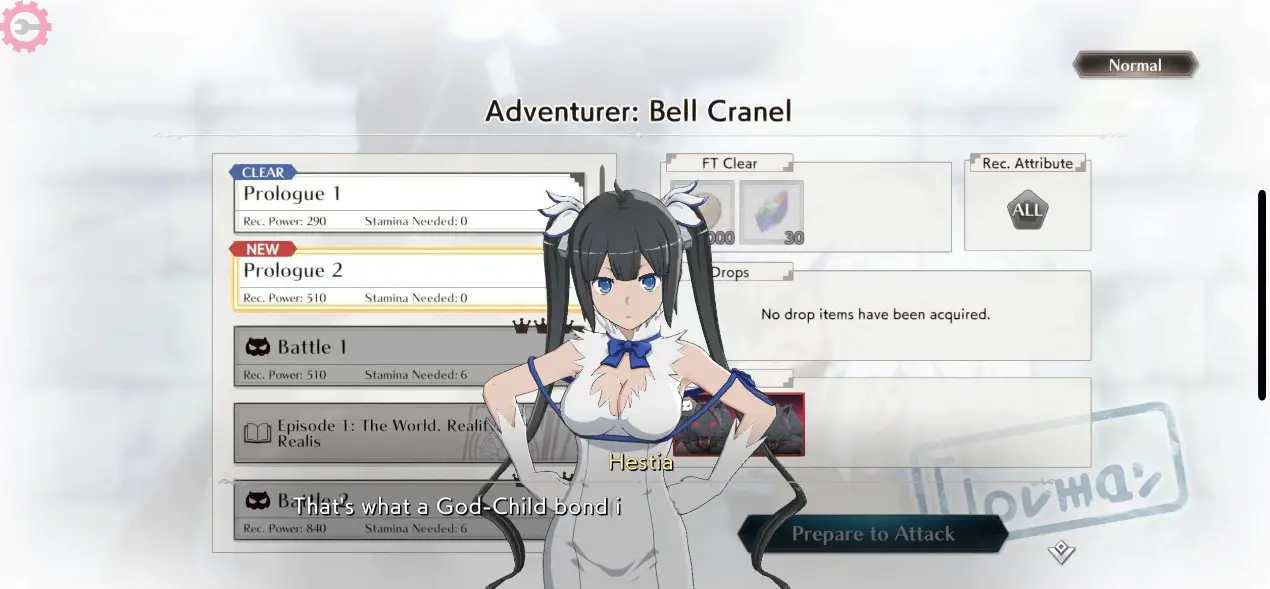 Normal
Adventurer: Bell Cranel
CLEAR
Prologue 1
Rec. Power: 290 Stamina Needed: 0
NEW
Prologue 2
Rec. Power: 510 Stamina Needed: 0
Battle 1
Rec. Power: 510 Stamina Needed: 6
Episode 1: The World.
Realis
Rec. Power: 840 Stamina Needed: 6
FT Clear
000
30
Rec. Attribute
ALL
Drops
No drop items have been acquired.
Hestia
That's what a God-Child bond i
Prepare to Attack